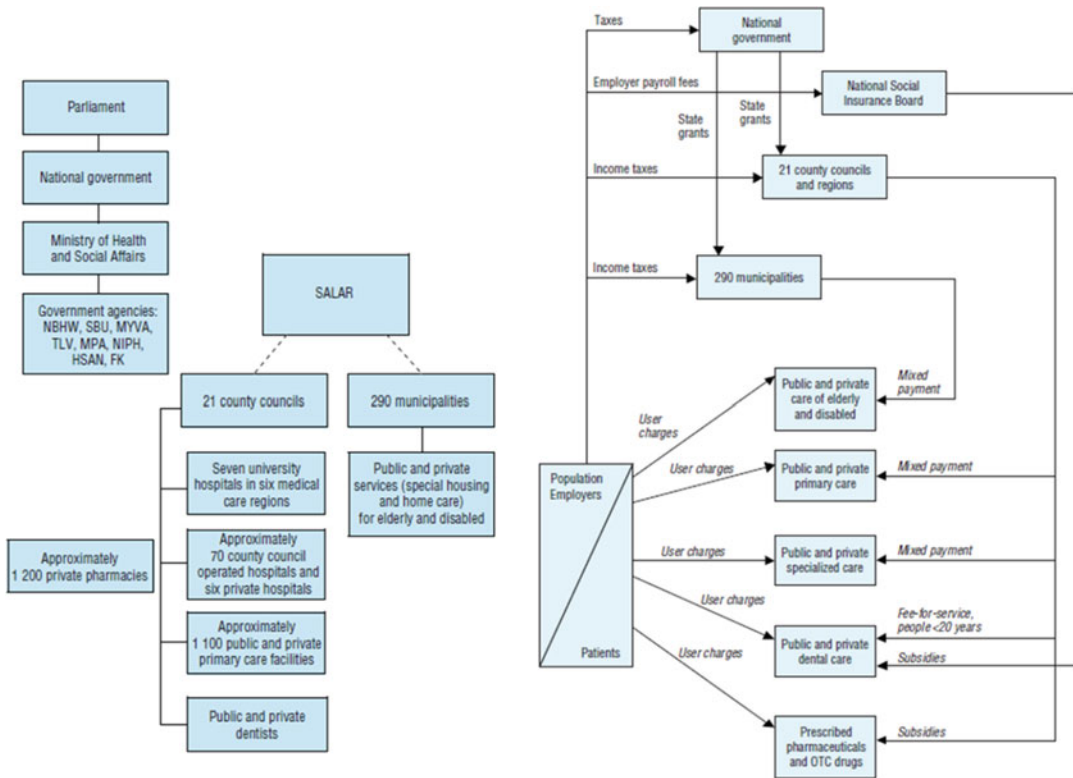 Parliament
National government
Ministry of Health
and Social Affairs
Government agencies:
NBHW, SBU, MYVA,
TLV, MPA, NIPH,
HSAN, FK
SALAR
21 county councils
290 municipalities
Seven university
hospitals in six medical
care regions
Public and private
services (special housing
and home care)
for elderly and disabled
Approximately
1 200 private pharmacies
Approximately
70 county council
operated hospitals and
six private hospitals
Approximately
1 100 public and private
primary care facilities
Public and private
dentists
Taxes
National
government
Employer payroll fees
National Social
Insurance Board
State
grants
State
grants
Income taxes
21 county councils
and regions
Income taxes
290 municipalities
User
charges
Public and private
care of elderly
and disabled
Mixed
payment
Population
Employers
Patients
User charges
Public and private
primary care
Mixed payment
User charges
Public and private
specialized care
Mixed payment
User charges
Public and private
dental care
Fee-for-service,
people <20 years
Subsidies
User charges
Prescribed
pharmaceuticals
and OTC drugs
Subsidies